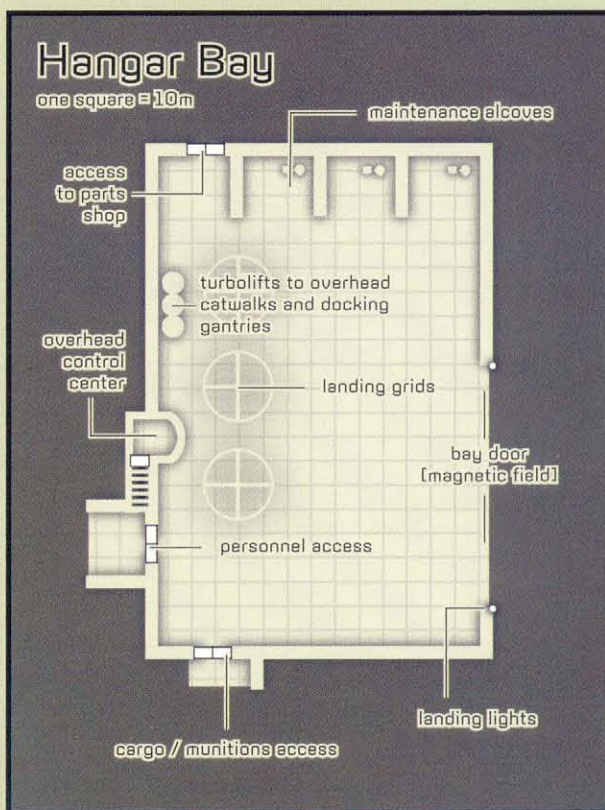 Hangar Bay
one square = 10m
maintenance alcoves
access
to parts
shop
turbolifts to overhead
catwalks and docking
gantries
overhead
control
center
landing grids
bay door
[magnetic field]
personnel access
landing lights
cargo / munitions access